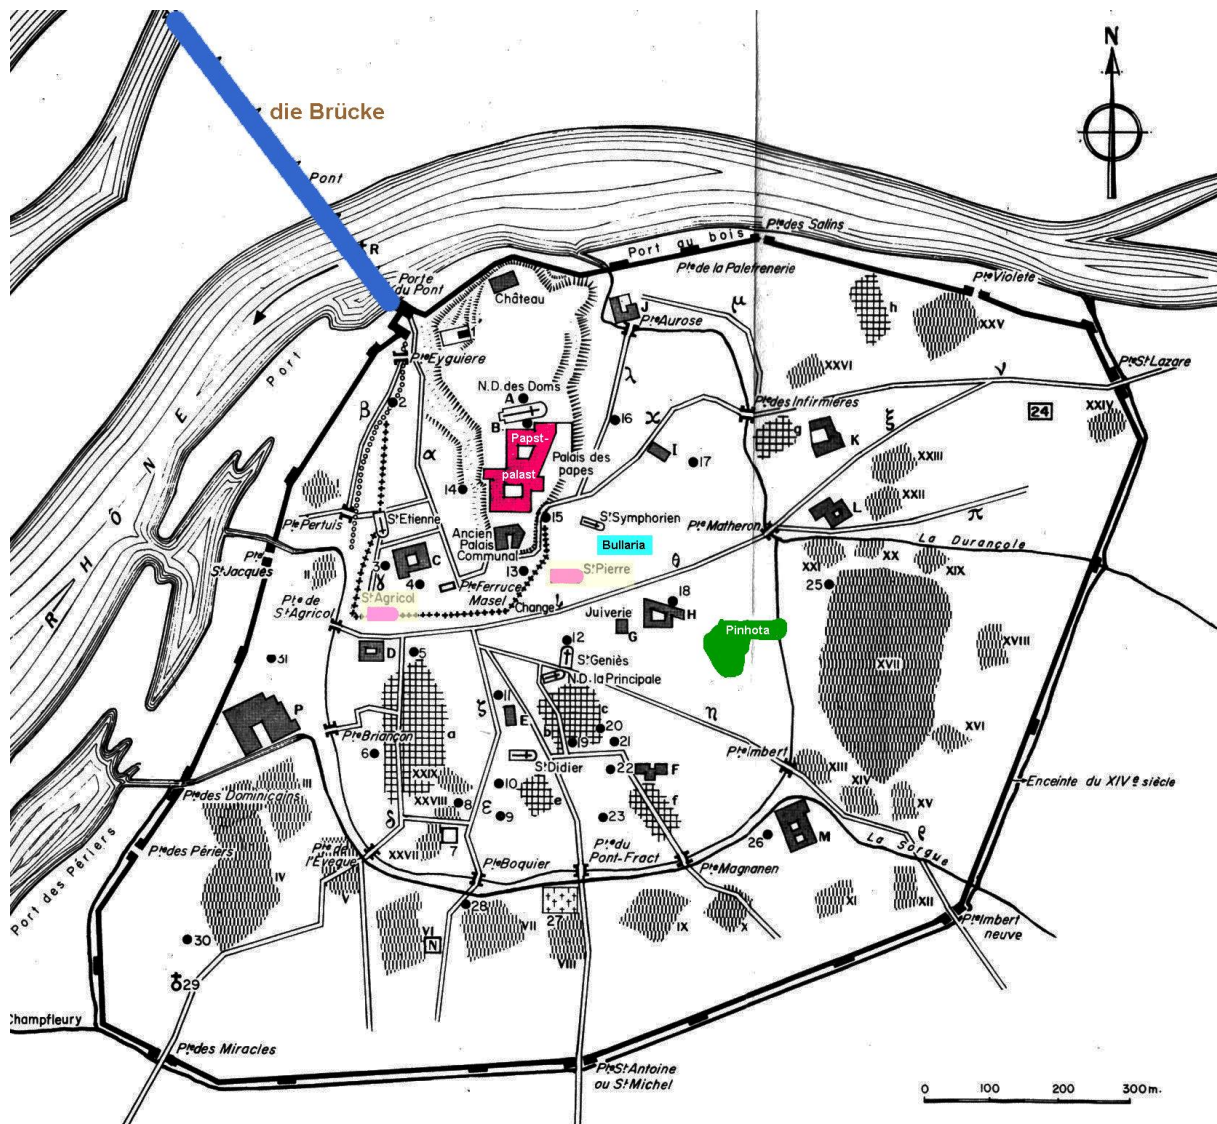 N
die Brücke
Pont
R
Pte des Salins
Port au bois
Pte de la Paletrenerie
Pte Violete
Porte
du Pont
Château
J
μ
h
XXV
Pte Aurose
1
Pte Eyguière
Pte St Lazare
Port
N.D. des Doms
A
λ
XXVI
ν
β
2
Pte des Infirmières
24
XXIV
B
16
χ
ξ
g
K
Papst-
palast
Palais des
papes
I
17
α
XXIII
14
I
XXII
L
π
Pte Pertuis
St Etienne
15
St Symphorien
Pte Matheron
Ancien
Palais
Communal
Bullaria
La Durançole
Pte
St Jacques
II
3
C
13
St Pierre
θ
XXI
XX
XIX
γ
4
Pte Ferruce
Masel
25
Pte de
St Agricol
St Agricol
Change
ι
Juiverie
18
H
G
Pinhota
XVIII
RHÔNE
D
5
12
St Geniès
31
N.D. la Principale
XVII
P
11
ζ
E
c
η
Pte Briançon
a
b
20
19
21
XVI
6
St Didier
Pte Imbert
XXIX
22
F
XIII
XIV
Enceinte du XIVe siècle
Pte des Dominicains
III
XXVIII
8
10
e
f
XV
ε
9
23
M
ρ
δ
26
La Sorgue
Port des Périers
Pte des Périers
Pte de
l'Evêque
XXVII
7
Pte Boquier
Pte du
Pont-Fract
Pte Magnanen
IV
V
28
27
XI
XII
Pte Imbert
neuve
VI
N
VII
VIII
IX
X
30
29
Champfleury
Pte des Miracles
Pte St Antoine
ou St Michel
0 100 200 300 m.